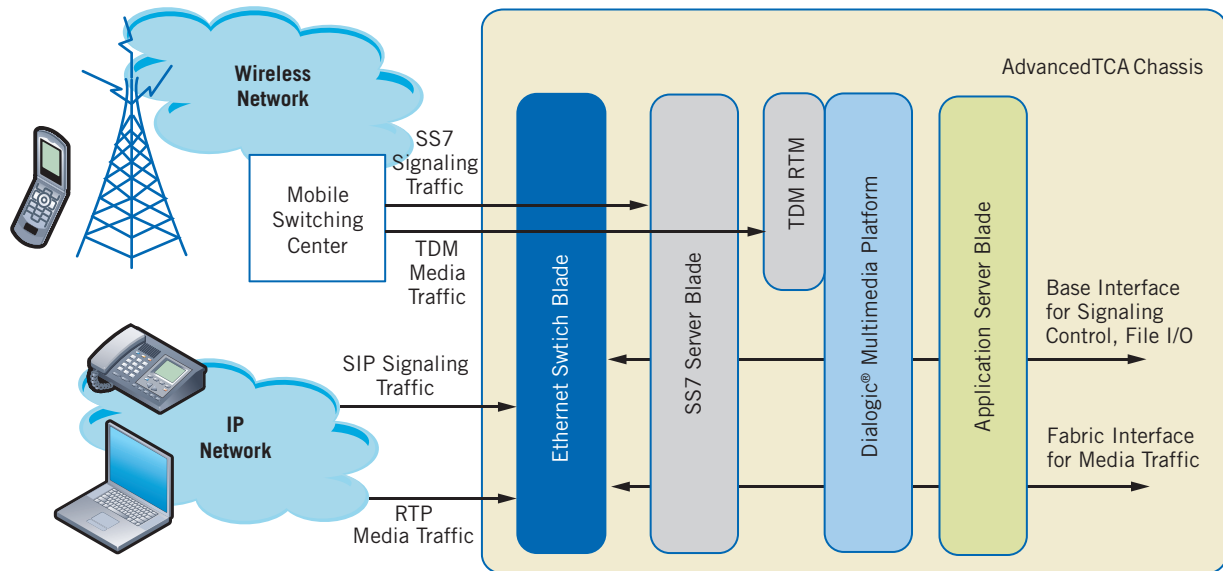 AdvancedTCA Chassis
Wireless
Network
SS7
Signaling
Traffic
Mobile
Switching
Center
TDM
Media
Traffic
SIP Signaling
Traffic
IP
Network
RTP
Media Traffic
Ethernet Swtich Blade
SS7 Server Blade
TDM RTM
Dialogic® Multimedia Platform
Application Server Blade
Base Interface
for Signaling
Control, File I/O
Fabric Interface
for Media Traffic